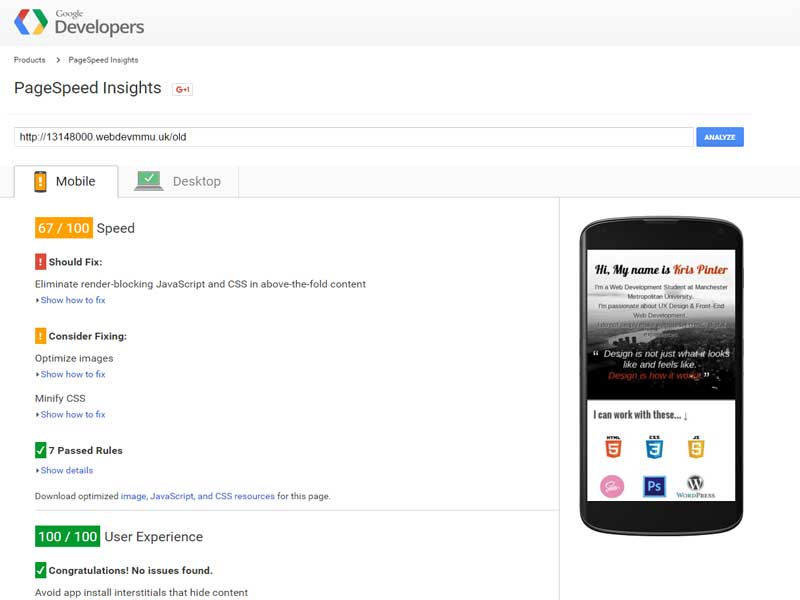 Google
Developers
Products > PageSpeed Insights
PageSpeed Insights
G+1
http://13148000.webdevmmu.uk/old
ANALYZE
Mobile
Desktop
67 / 100 Speed
! Should Fix:
Eliminate render-blocking JavaScript and CSS in above-the-fold content
Show how to fix
! Consider Fixing:
Optimize images
Show how to fix
Minify CSS
Show how to fix
7 Passed Rules
Show details
Download optimized image, JavaScript, and CSS resources for this page.
100 / 100 User Experience
Congratulations! No issues found.
Avoid app install interstitials that hide content
Hi, My name is Kris Pinter
I'm a Web Development Student at Manchester
Metropolitan University.
I'm passionate about UX Design & Front-End
Web Development.
“ Design is not just what it looks
like and feels like.
Design is how it works. ”
I can work with these... ↓
HTML
5
CSS
3
JS
5
Sass
Ps
W
WORDPRESS